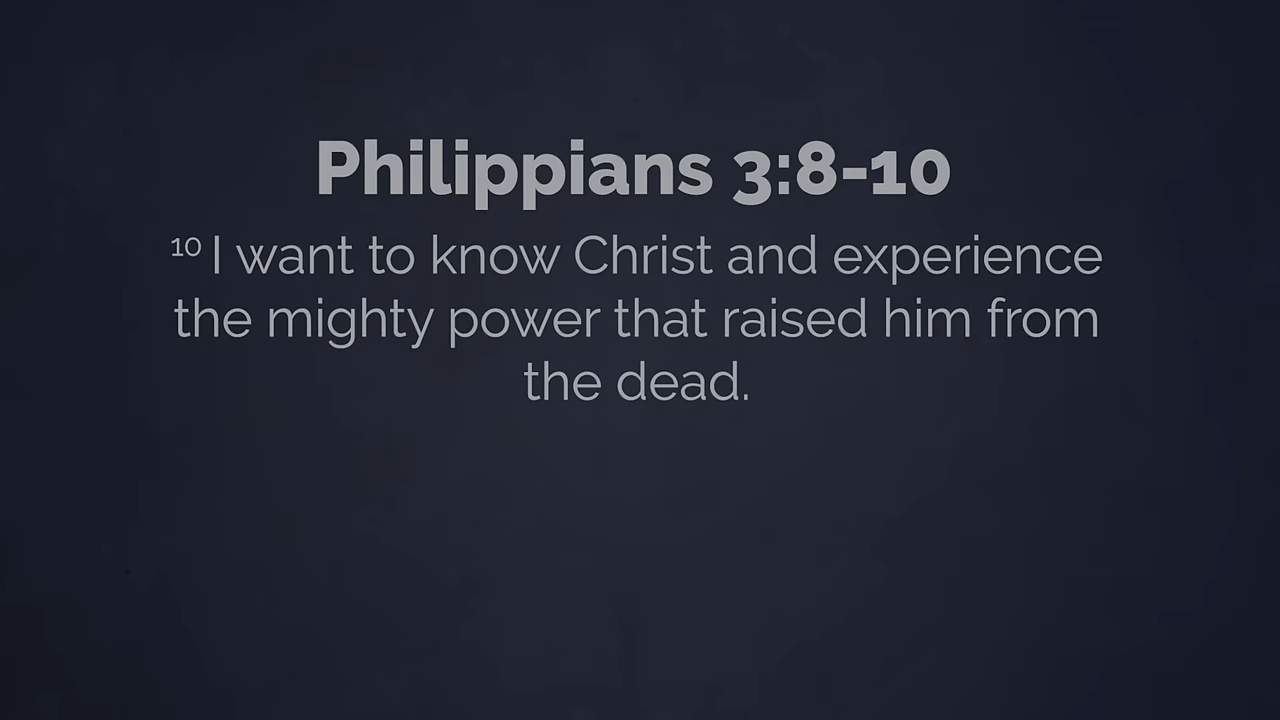 Philippians 3:8-10
10 I want to know Christ and experience
the mighty power that raised him from
the dead.